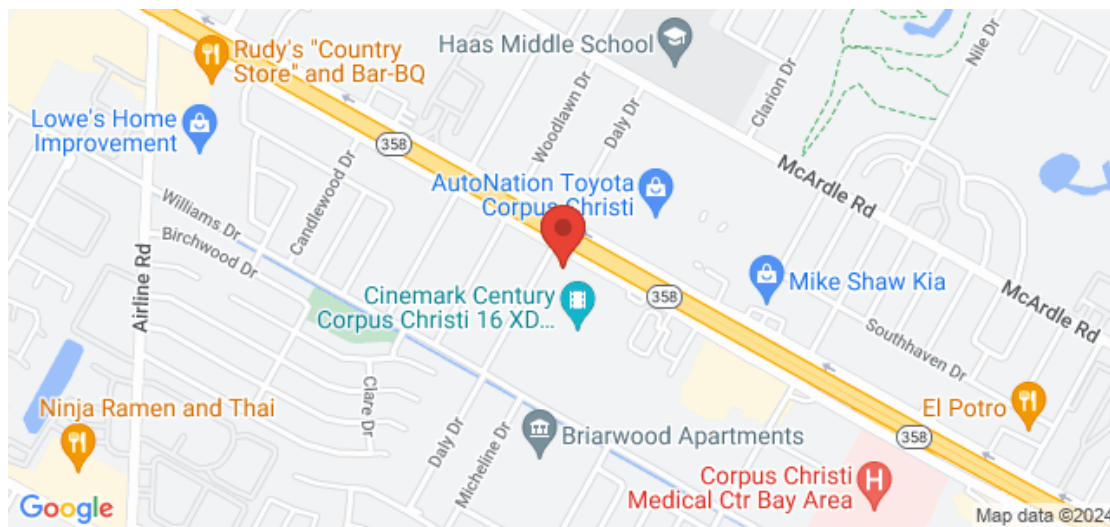 Rudy's "Country
Store" and Bar-BQ
Haas Middle School
Nile Dr
Clarion Dr
Woodlawn Dr
Daly Dr
Lowe's Home
Improvement
358
Candlewood Dr
McArdle Rd
AutoNation Toyota
Corpus Christi
Williams Dr
Birchwood Dr
Airline Rd
Cinemark Century
Corpus Christi 16 XD...
358
Mike Shaw Kia
McArdle Rd
Southhaven Dr
Clare Dr
Ninja Ramen and Thai
Daly Dr
Micheline Dr
Briarwood Apartments
El Potro
358
Corpus Christi
Medical Ctr Bay Area
H
Google
Map data ©2024